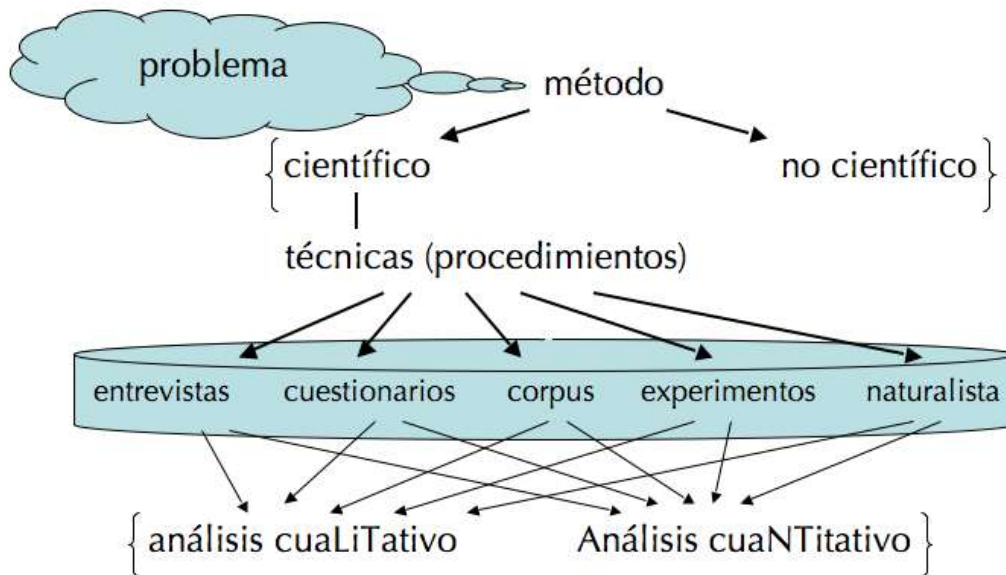 problema
método
científico
no científico
técnicas (procedimientos)
entrevistas cuestionarios corpus experimentos naturalista
análisis cuaLiTativo
Análisis cuaNTitativo